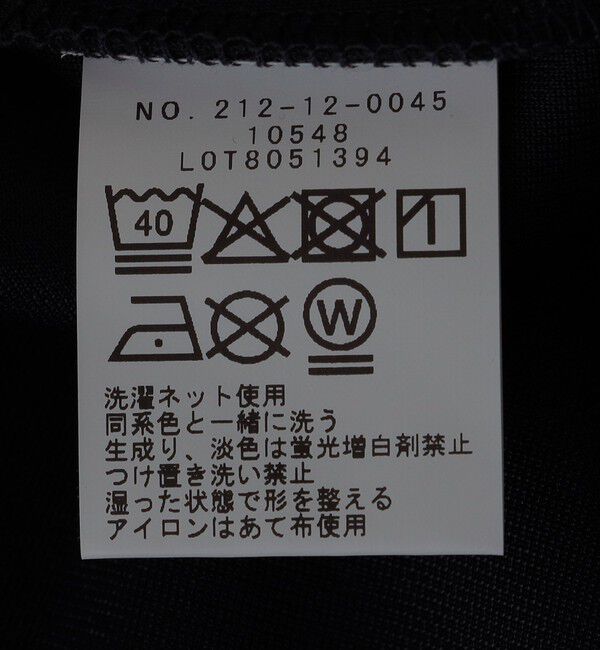 NO. 212-12-0045
10548
LOT8051394
40
W
洗濯ネット使用
同系色と一緒に洗う
生成り、淡色は蛍光増白剤禁止
つけ置き洗い禁止
湿った状態で形を整える
アイロンはあて布使用